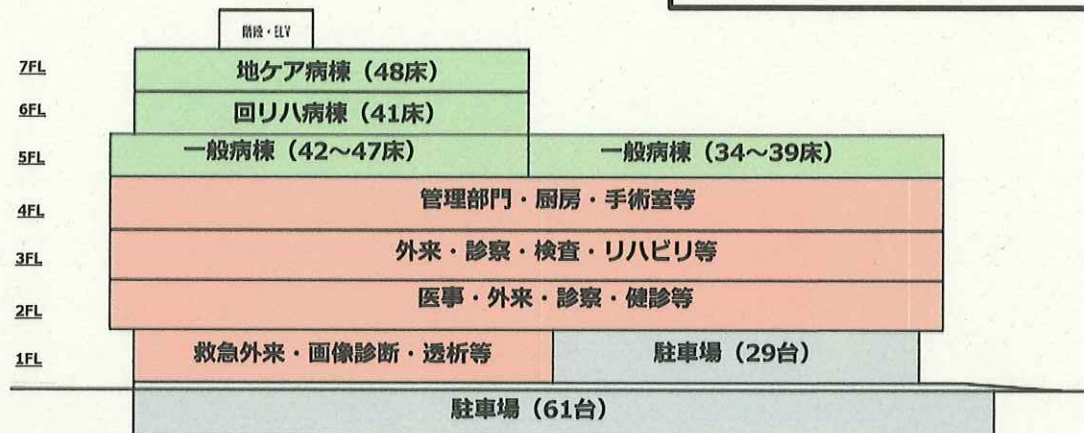 階段・ELV
7FL
地ケア病棟（48床）
6FL
回リハ病棟（41床）
5FL
一般病棟（42～47床）
一般病棟（34～39床）
4FL
管理部門・厨房・手術室等
3FL
外来・診察・検査・リハビリ等
2FL
医事・外来・診察・健診等
1FL
救急外来・画像診断・透析等
駐車場（29台）
駐車場（61台）